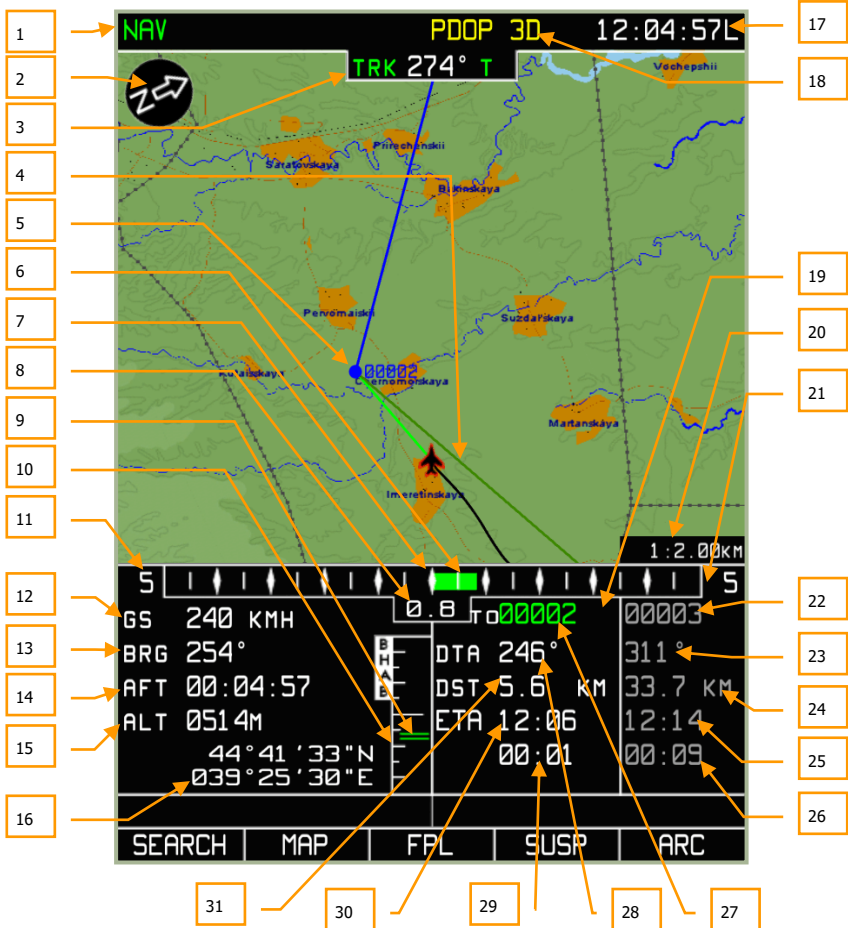 NAV PDOP 3D 12:04:57L
TRK 274° T
N
Vochepshii
Prirechenskii
Saratovskaya
Bakinskaya
Pervomaiskii
Suzdal'skaya
Kutaisskaya
00002
Chernomorskaya
Martanskaya
Imeretinskaya
1:2.00KM
5 5
0.8
GS 240 KMH TO00002 00003
BRG 254° DTA 246° 311°
AFT 00:04:57 DST 5.6 KM 33.7 KM
ALT 0514M ETA 12:06 12:14
44°41'33"N 00:01 00:09
039°25'30"E
SEARCH MAP FPL SUSP ARC
1
2
3
4
5
6
7
8
9
10
11
12
13
14
15
16
17
18
19
20
21
22
23
24
25
26
31 30 29 28 27